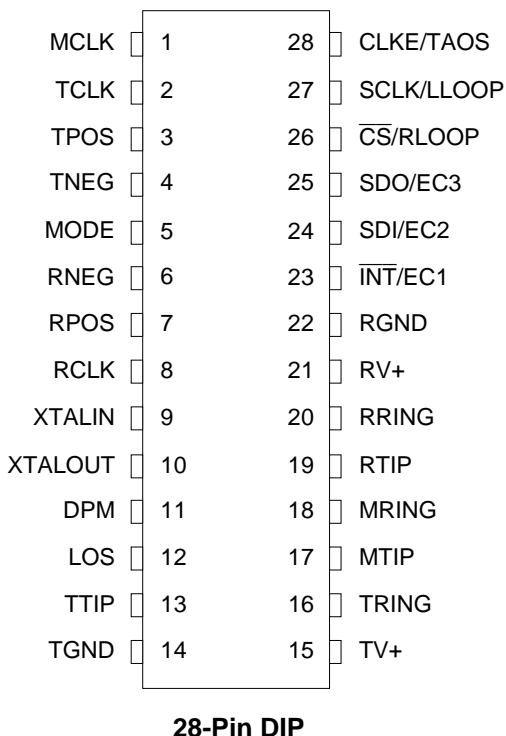 MCLK 1 28 CLKE/TAOS
TCLK 2 27 SCLK/LLOOP
TPOS 3 26 C̅S̅/RLOOP
TNEG 4 25 SDO/EC3
MODE 5 24 SDI/EC2
RNEG 6 23 I̅N̅T̅/EC1
RPOS 7 22 RGND
RCLK 8 21 RV+
XTALIN 9 20 RRING
XTALOUT 10 19 RTIP
DPM 11 18 MRING
LOS 12 17 MTIP
TTIP 13 16 TRING
TGND 14 15 TV+
28-Pin DIP